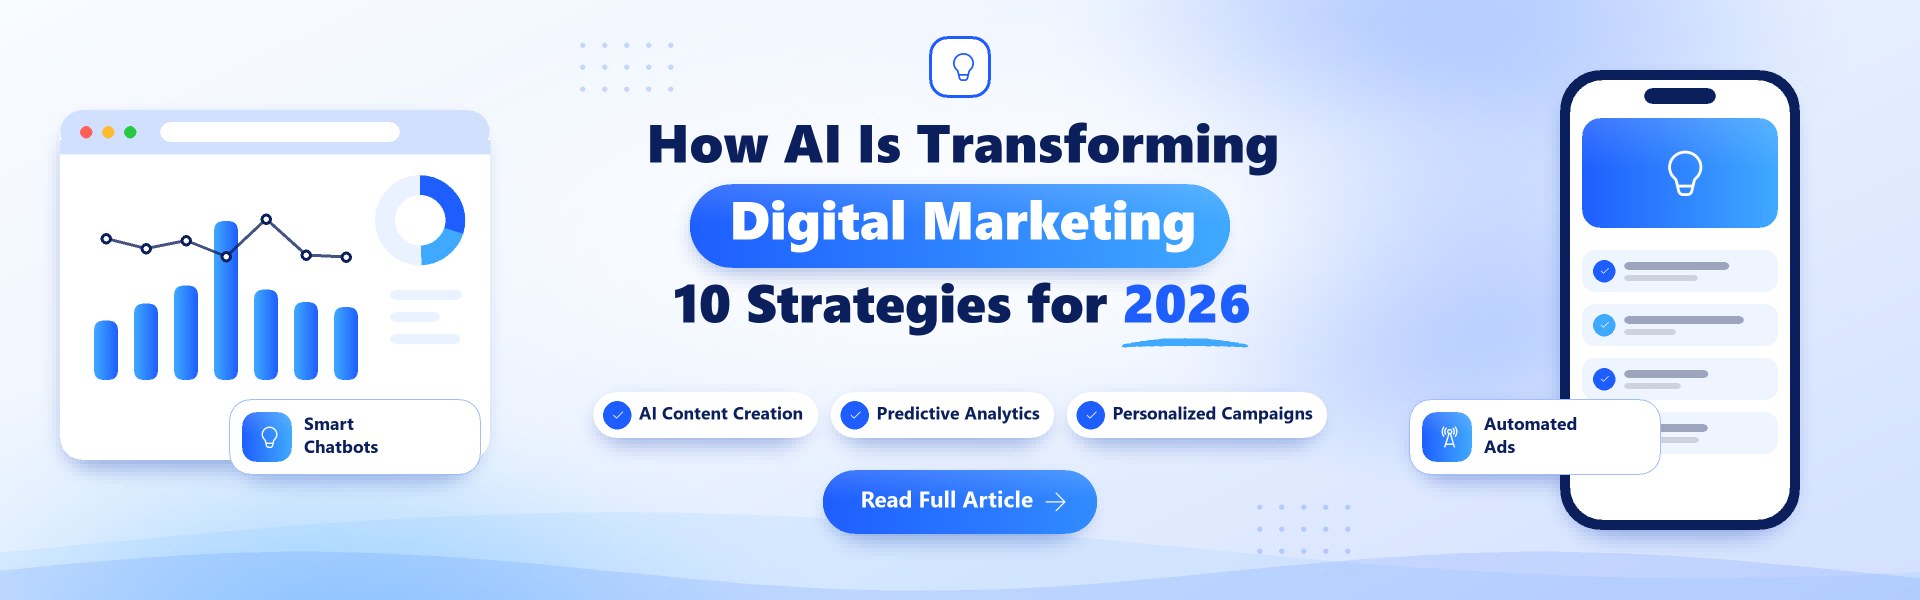 How AI Is Transforming
Digital Marketing
10 Strategies for 2026
AI Content Creation
Predictive Analytics
Personalized Campaigns
Read Full Article
Smart
Chatbots
Automated
Ads